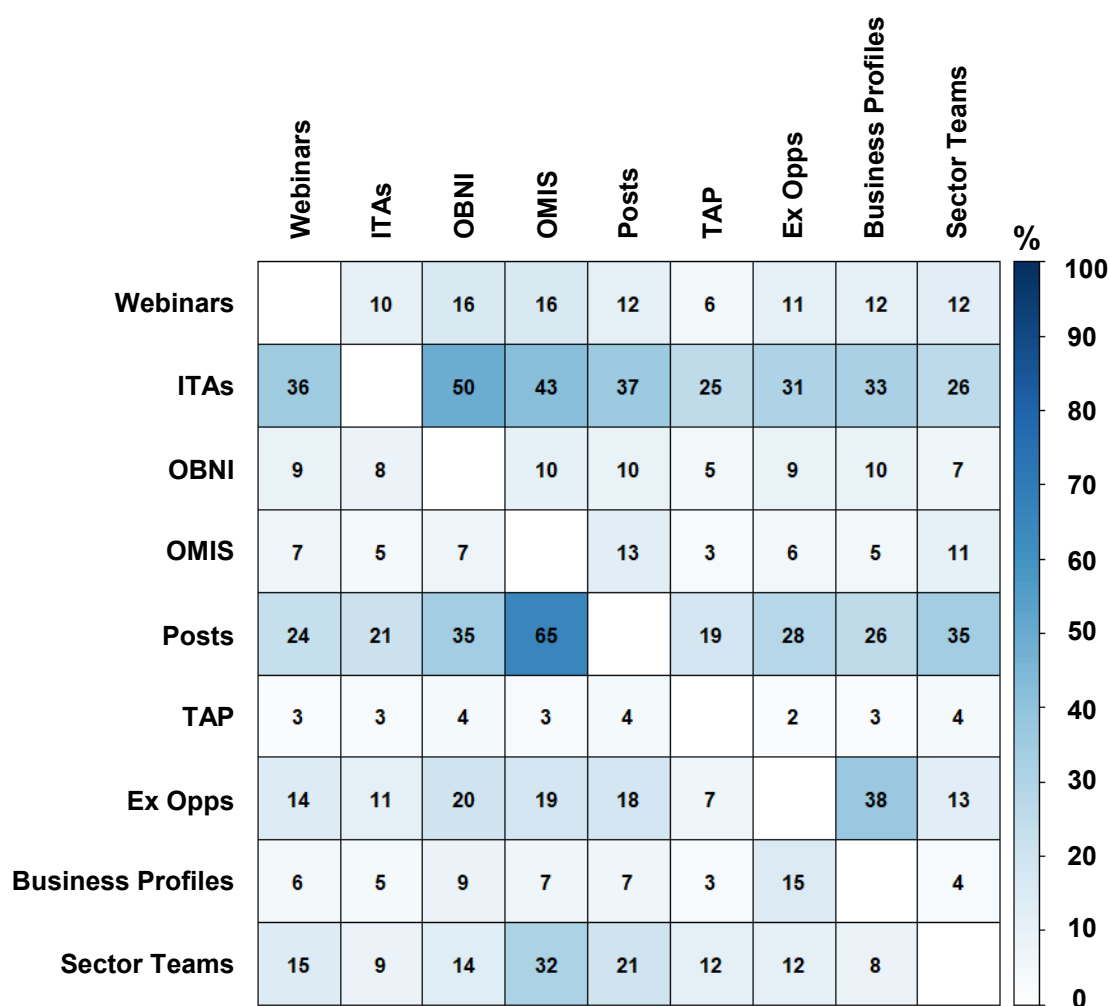 Webinars ITAs OBNI OMIS Posts TAP Ex Opps Business Profiles Sector Teams
%
Webinars 10 16 16 12 6 11 12 12
ITAs 36 50 43 37 25 31 33 26
OBNI 9 8 10 10 5 9 10 7
OMIS 7 5 7 13 3 6 5 11
Posts 24 21 35 65 19 28 26 35
TAP 3 3 4 3 4 2 3 4
Ex Opps 14 11 20 19 18 7 38 13
Business Profiles 6 5 9 7 7 3 15 4
Sector Teams 15 9 14 32 21 12 12 8
100
90
80
70
60
50
40
30
20
10
0